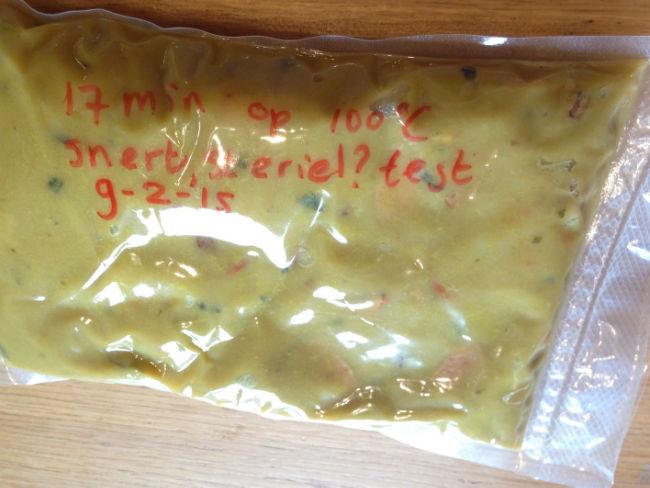 17 min op 100°C
snert steriel? test
9-2-15